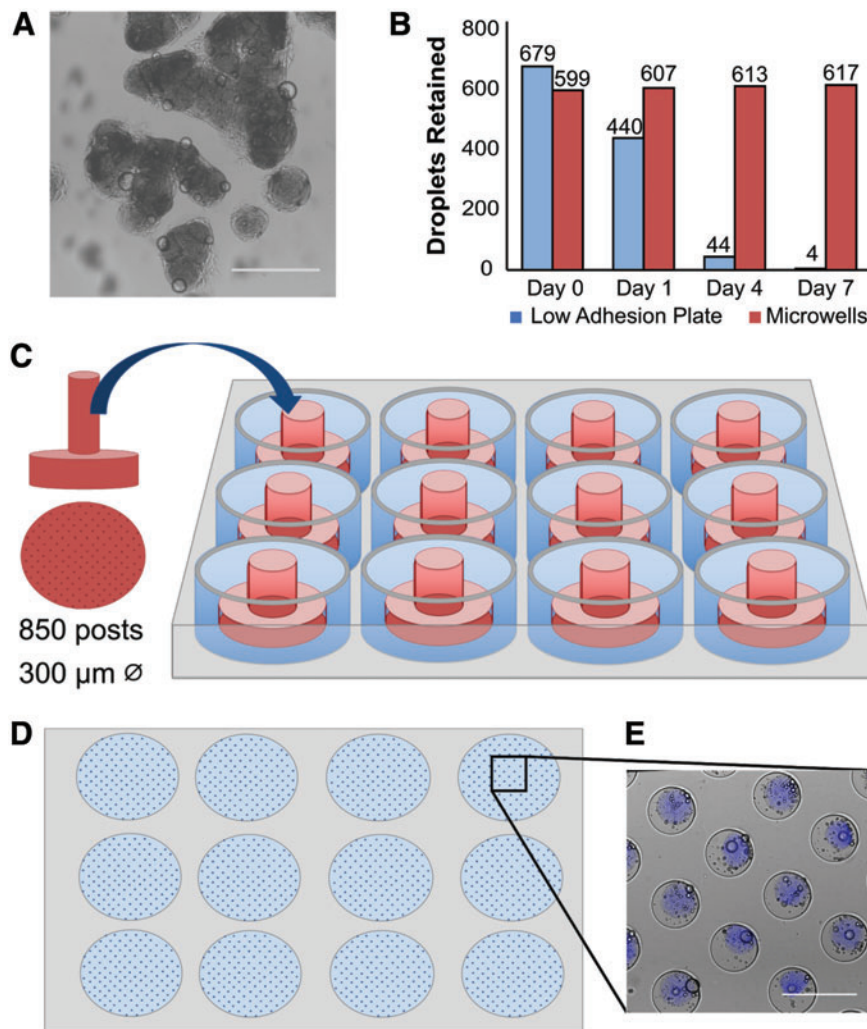 A
B
800
600
400
200
0
Droplets Retained
679
599
440
607
44
613
4
617
Day 0 Day 1 Day 4 Day 7
Low Adhesion Plate Microwells
C
850 posts
300 µm Ø
D
E